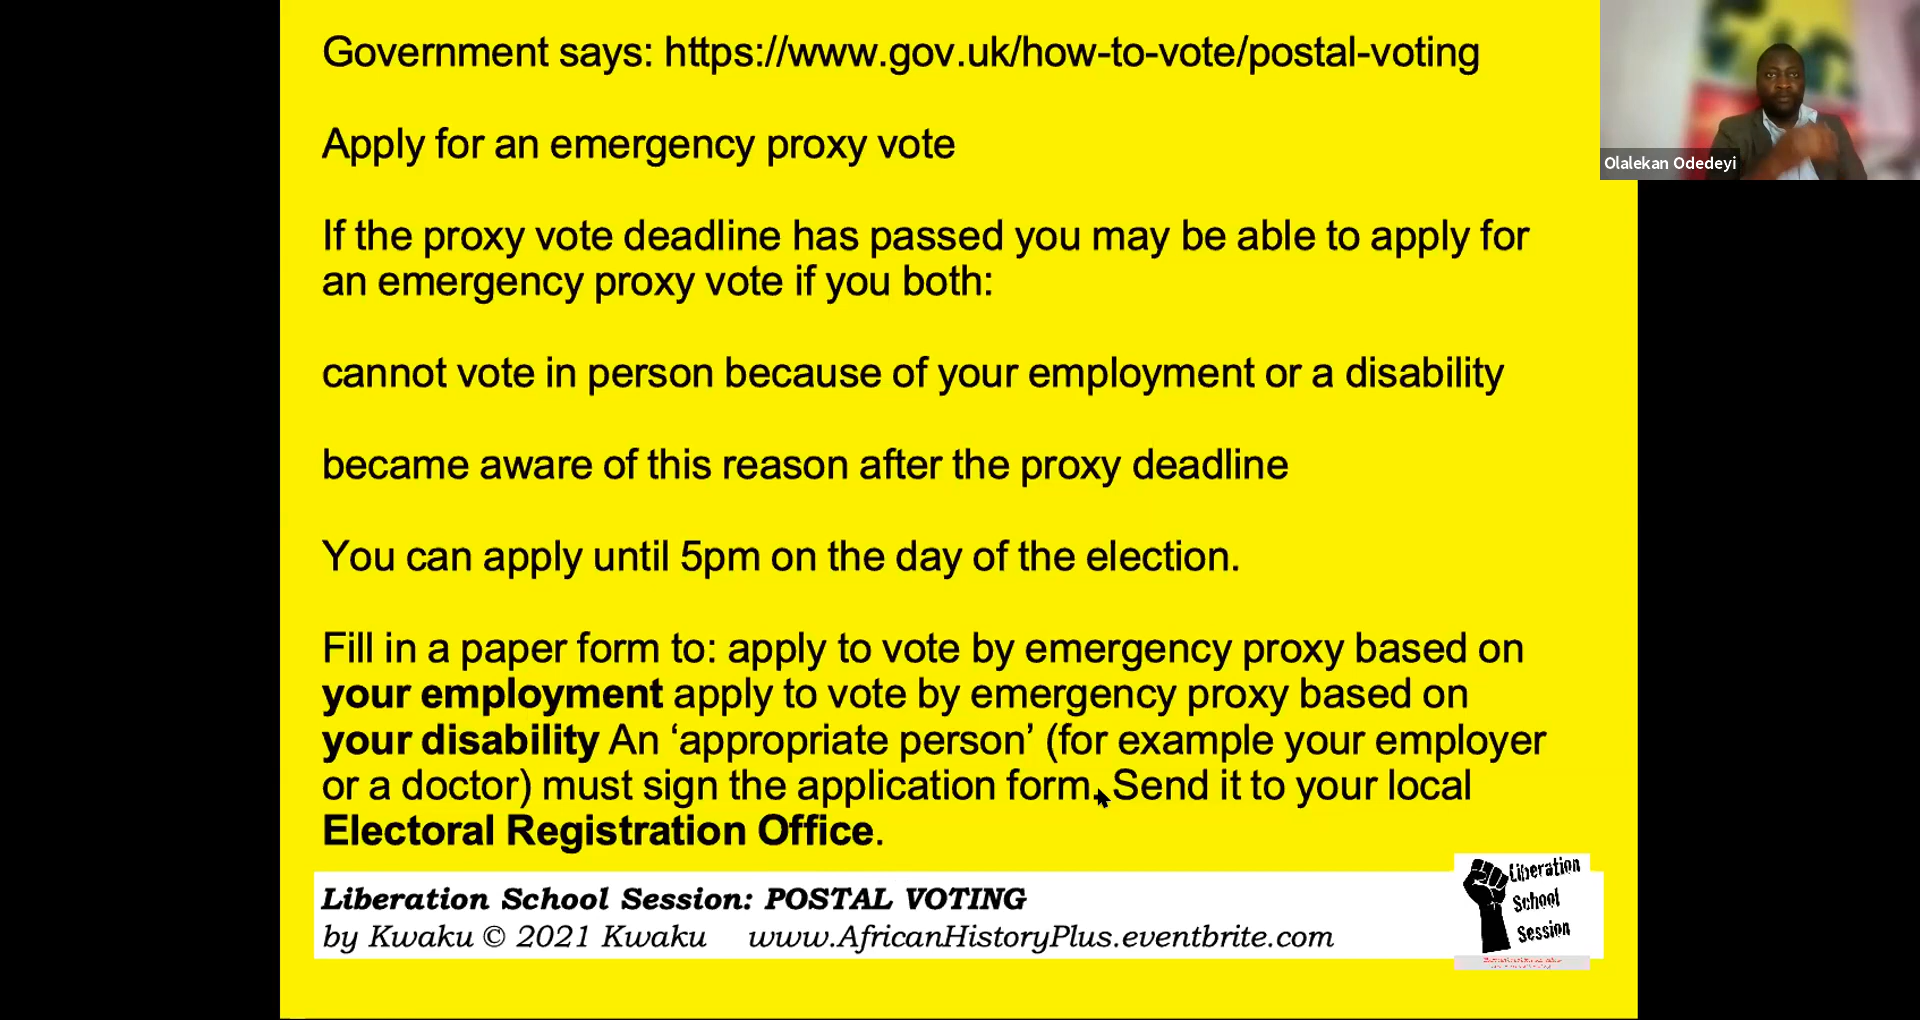 Government says: https://www.gov.uk/how-to-vote/postal-voting
Apply for an emergency proxy vote
If the proxy vote deadline has passed you may be able to apply for
an emergency proxy vote if you both:
cannot vote in person because of your employment or a disability
became aware of this reason after the proxy deadline
You can apply until 5pm on the day of the election.
Fill in a paper form to: apply to vote by emergency proxy based on
your employment apply to vote by emergency proxy based on
your disability An ‘appropriate person’ (for example your employer
or a doctor) must sign the application form. Send it to your local
Electoral Registration Office.
Liberation School Session: POSTAL VOTING
by Kwaku © 2021 Kwaku www.AfricanHistoryPlus.eventbrite.com
Liberation
School
Session
Olalekan Odedeyi